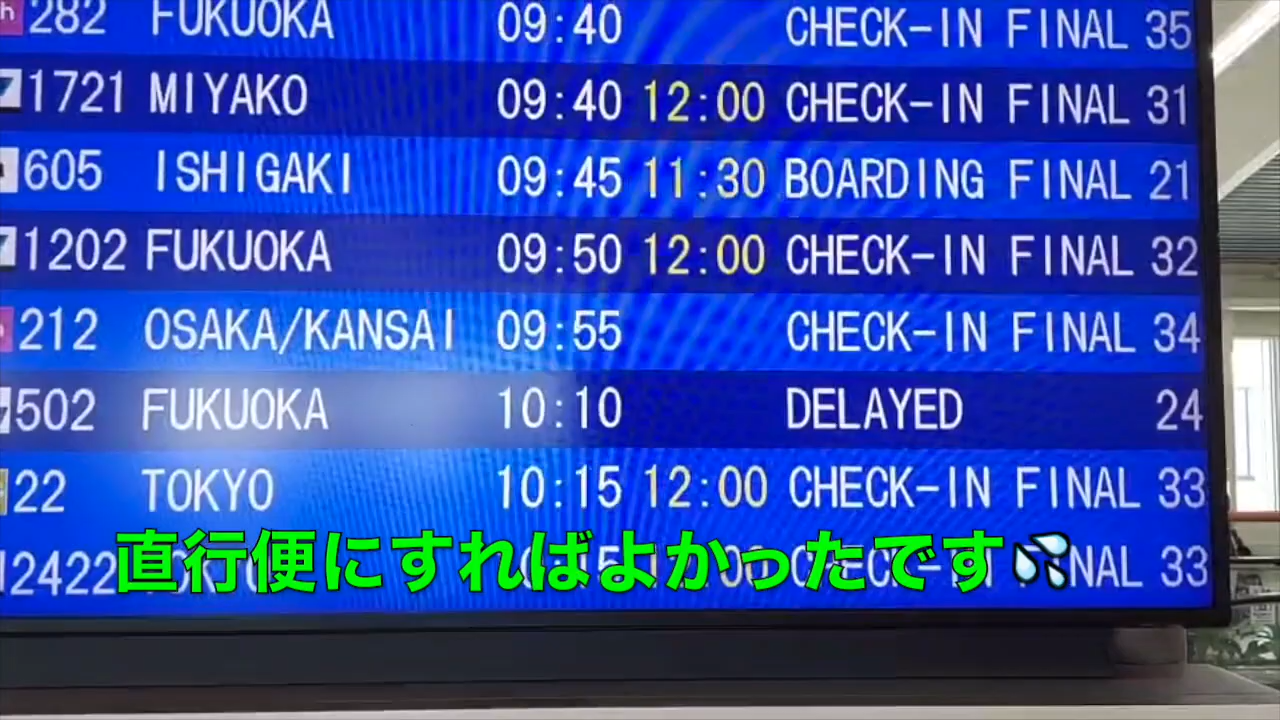 282 FUKUOKA 09:40 CHECK-IN FINAL 35
1721 MIYAKO 09:40 12:00 CHECK-IN FINAL 31
605 ISHIGAKI 09:45 11:30 BOARDING FINAL 21
1202 FUKUOKA 09:50 12:00 CHECK-IN FINAL 32
212 OSAKA/KANSAI 09:55 CHECK-IN FINAL 34
502 FUKUOKA 10:10 DELAYED 24
22 TOKYO 10:15 12:00 CHECK-IN FINAL 33
直行便にすればよかったです💦
12422 33